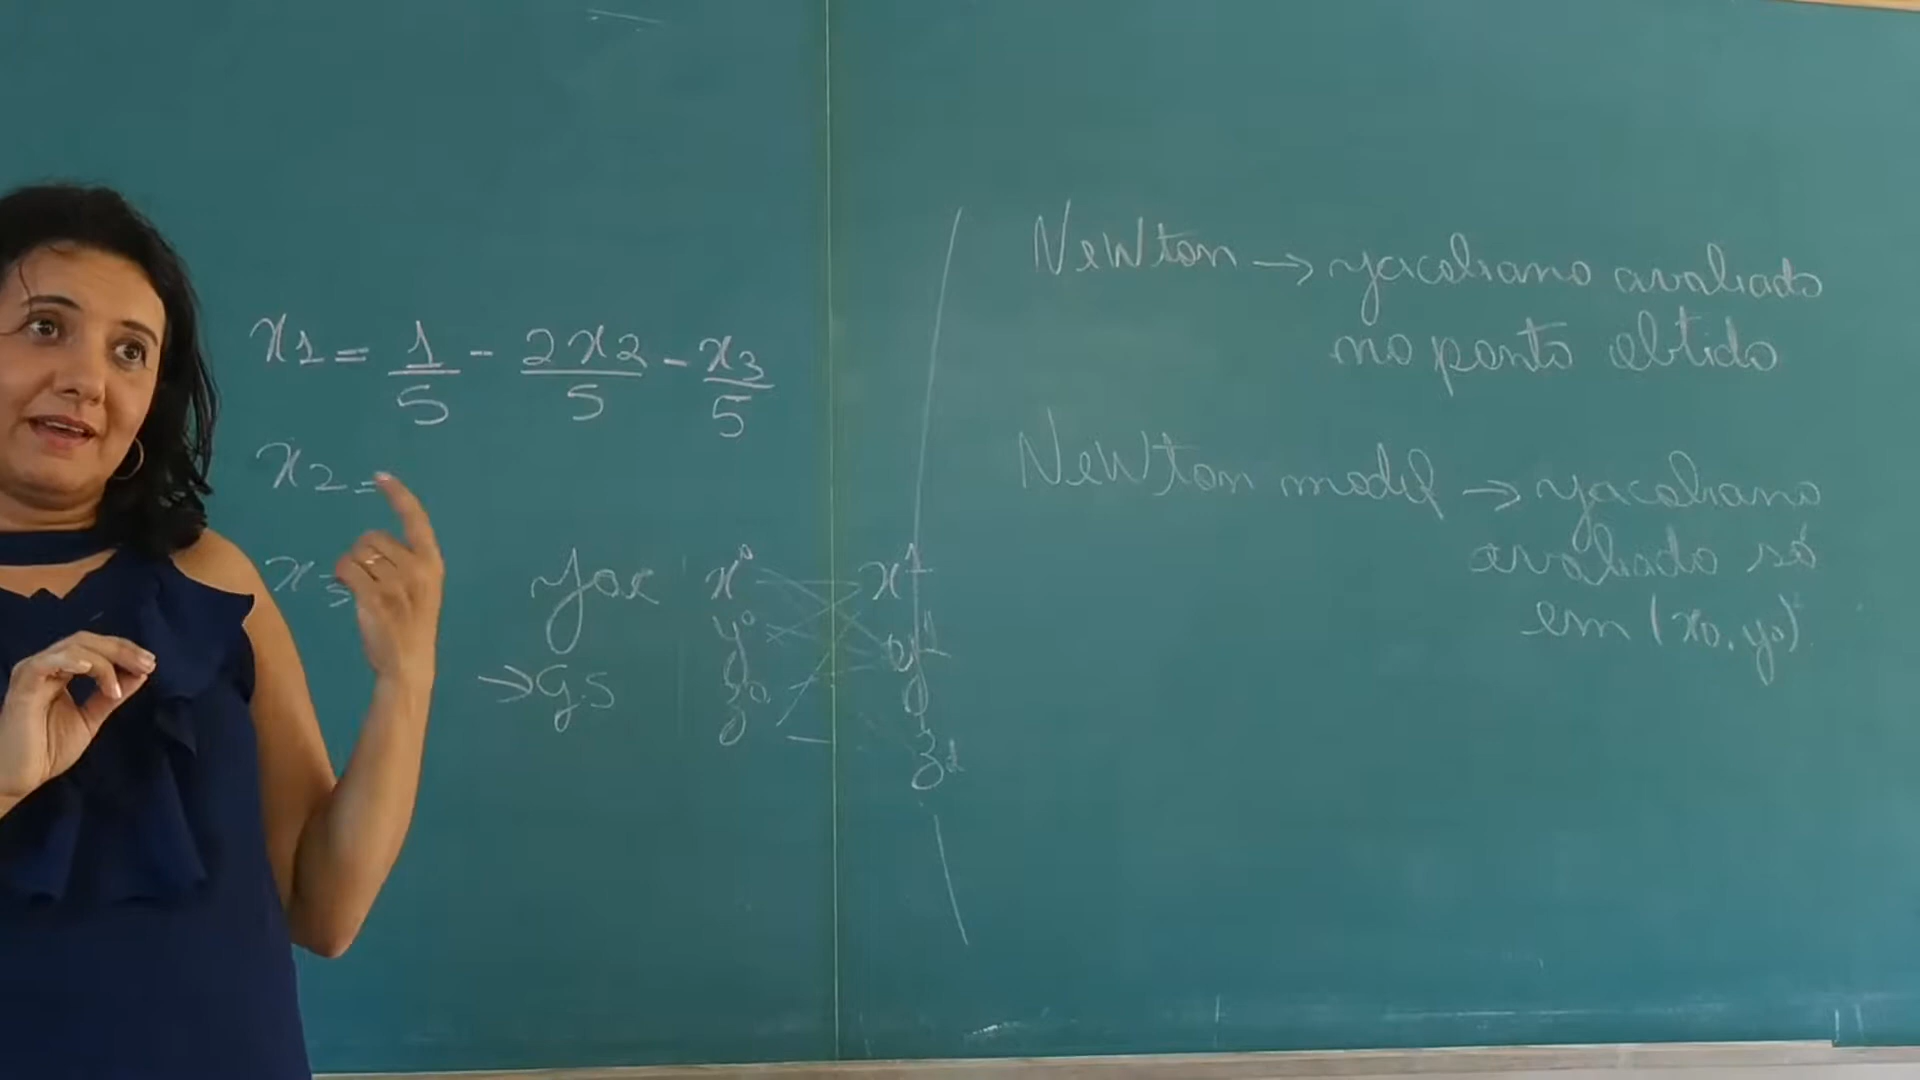 x1 = 1/5 - 2x2/5 - x3/5
x2 =
x3
Jac x⁰ x¹
y⁰ y¹
→ G.S
z⁰ z¹
Newton → jacobiano avaliado
no ponto obtido
Newton modif → jacobiano
avaliado só
em (x0, y0)